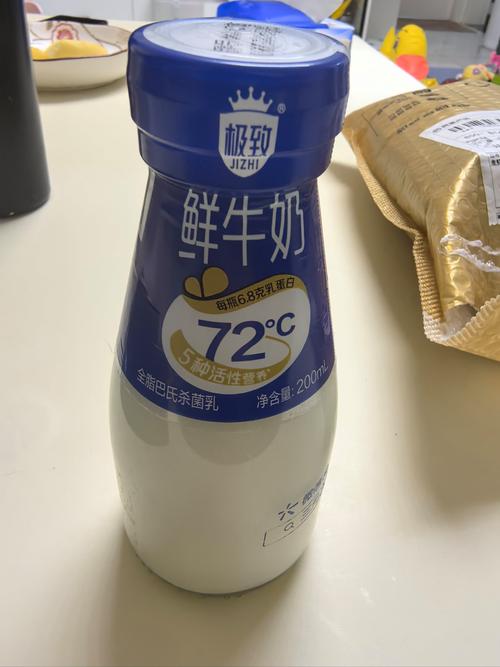 极致®
JIZHI
鲜牛奶
每瓶6.8克乳蛋白
72°C
5种活性营养*
全脂巴氏杀菌乳
净含量: 200mL